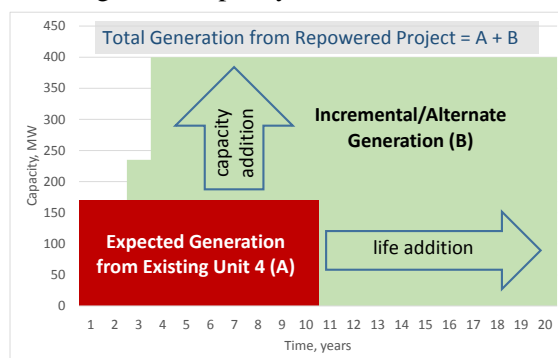 Total Generation from Repowered Project = A + B
Capacity, MW
450
400
350
300
250
200
150
100
50
0
capacity
addition
Incremental/Alternate
Generation (B)
Expected Generation
from Existing Unit 4 (A)
life addition
1 2 3 4 5 6 7 8 9 10 11 12 13 14 15 16 17 18 19 20
Time, years